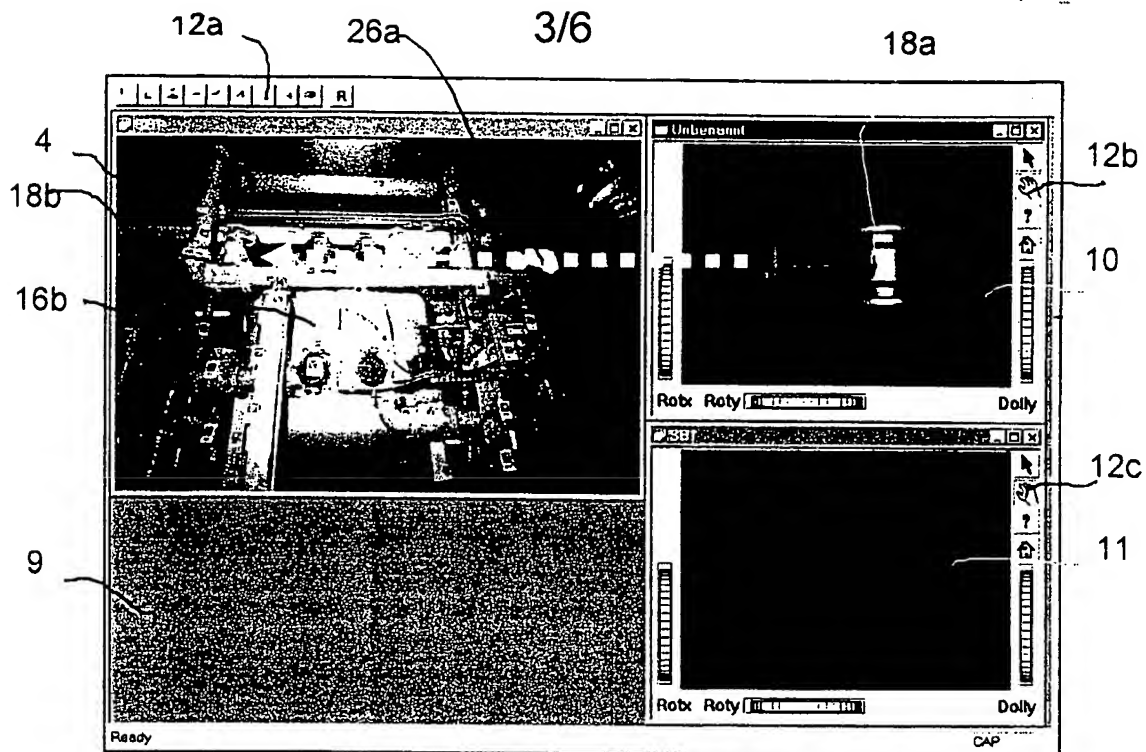 3/6
12a
26a
18a
R
Unbenannt
4
18b
16b
12b
?
10
Rotx Roty Dolly
12c
?
11
9
Rotx Roty Dolly
Ready
CAP